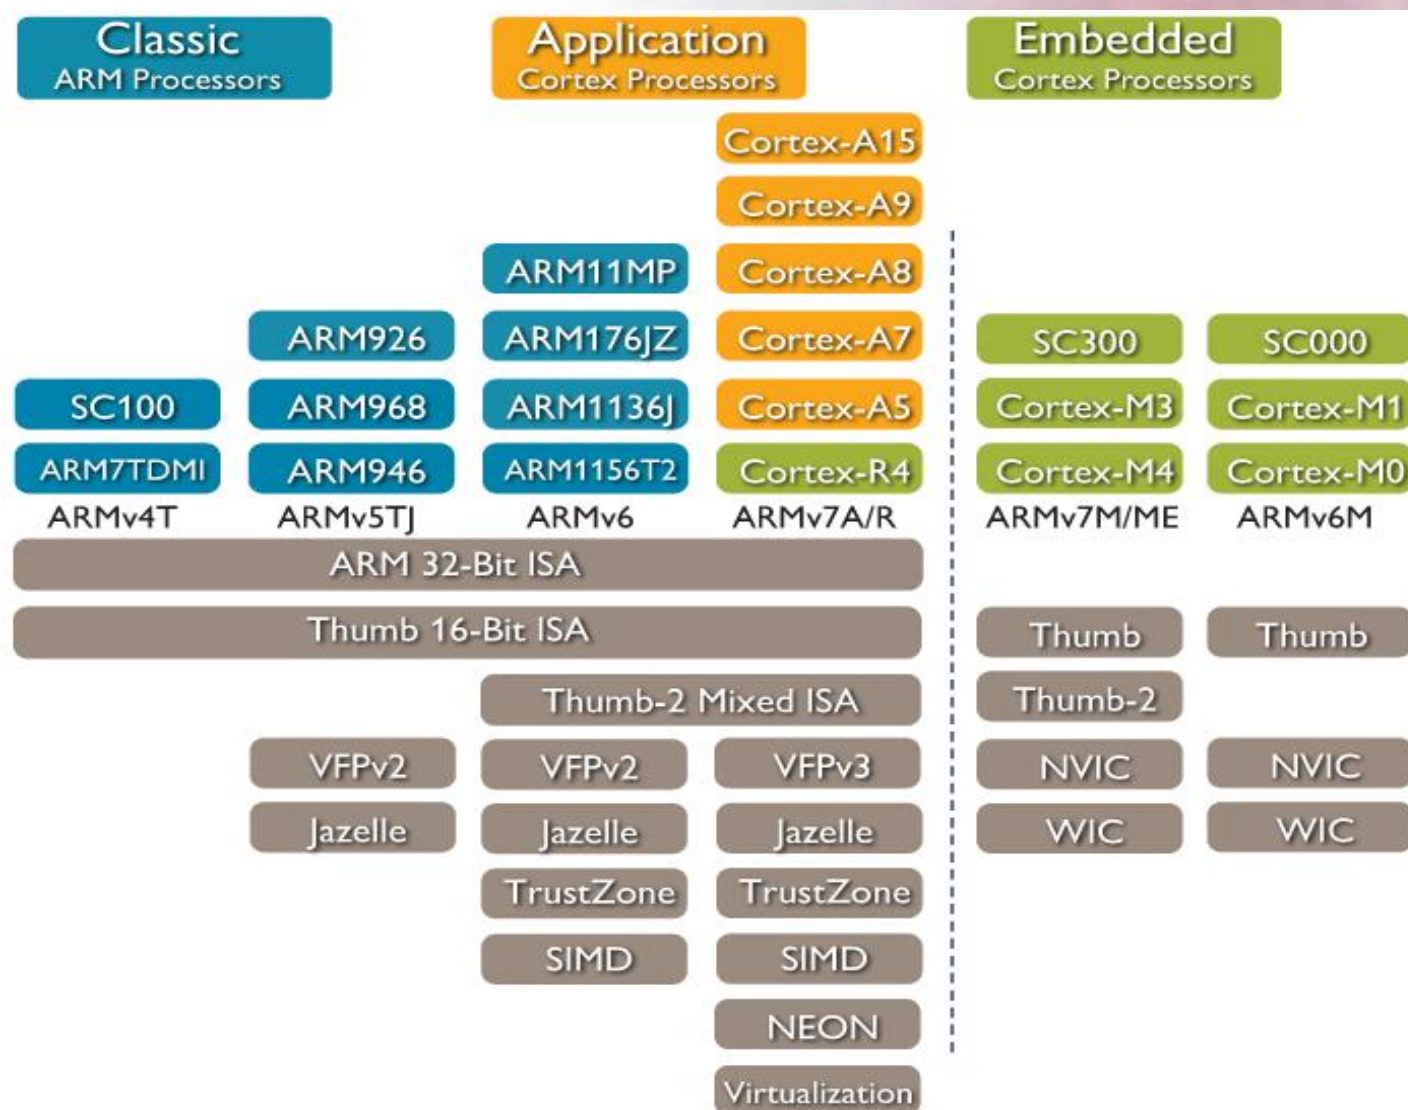 Classic
ARM Processors
Application
Cortex Processors
Embedded
Cortex Processors
Cortex-A15
Cortex-A9
ARM11MP
Cortex-A8
ARM926
ARM176JZ
Cortex-A7
SC300
SC000
SC100
ARM968
ARM1136J
Cortex-A5
Cortex-M3
Cortex-M1
ARM7TDMI
ARM946
ARM1156T2
Cortex-R4
Cortex-M4
Cortex-M0
ARMv4T
ARMv5TJ
ARMv6
ARMv7A/R
ARMv7M/ME
ARMv6M
ARM 32-Bit ISA
Thumb 16-Bit ISA
Thumb
Thumb
Thumb-2 Mixed ISA
Thumb-2
VFPv2
VFPv2
VFPv3
NVIC
NVIC
Jazelle
Jazelle
Jazelle
WIC
WIC
TrustZone
TrustZone
SIMD
SIMD
NEON
Virtualization